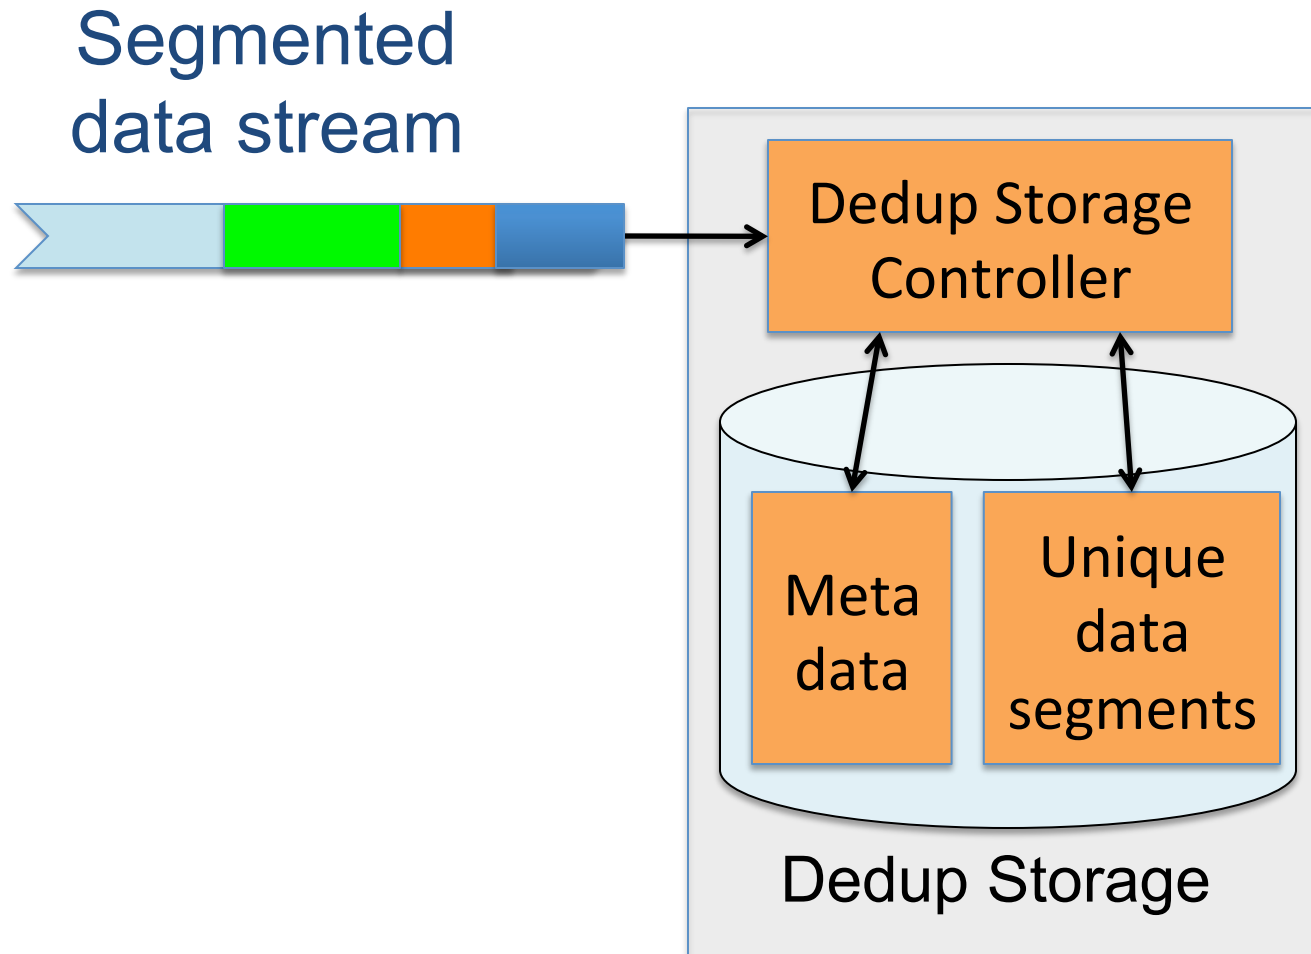 Segmented
data stream
Dedup Storage
Controller
Meta
data
Unique
data
segments
Dedup Storage